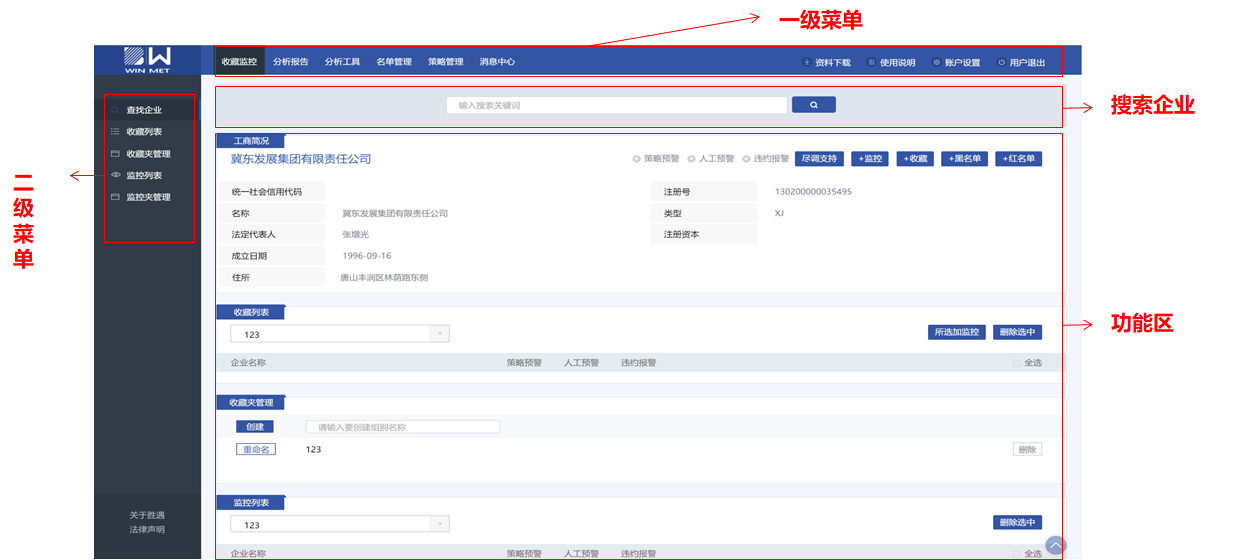 一级菜单
WIN MET
收藏监控 分析报告 分析工具 名单管理 策略管理 消息中心 资料下载 使用说明 账户设置 用户退出
输入搜索关键词
搜索企业
查找企业
收藏列表
收藏夹管理
监控列表
监控夹管理
二级菜单
工商简况
冀东发展集团有限责任公司 策略预警 人工预警 违约报警 尽调支持 +监控 +收藏 +黑名单 +红名单
统一社会信用代码 注册号 130200000035495
名称 冀东发展集团有限责任公司 类型 XJ
法定代表人 张增光 注册资本
成立日期 1996-09-16
住所 唐山丰润区林荫路东侧
功能区
收藏列表
123 所选加监控 删除选中
企业名称 策略预警 人工预警 违约报警 全选
收藏夹管理
创建 请输入要创建组别名称
重命名 123 删除
监控列表
123 删除选中
企业名称 策略预警 人工预警 违约报警 全选
关于胜遇
法律声明